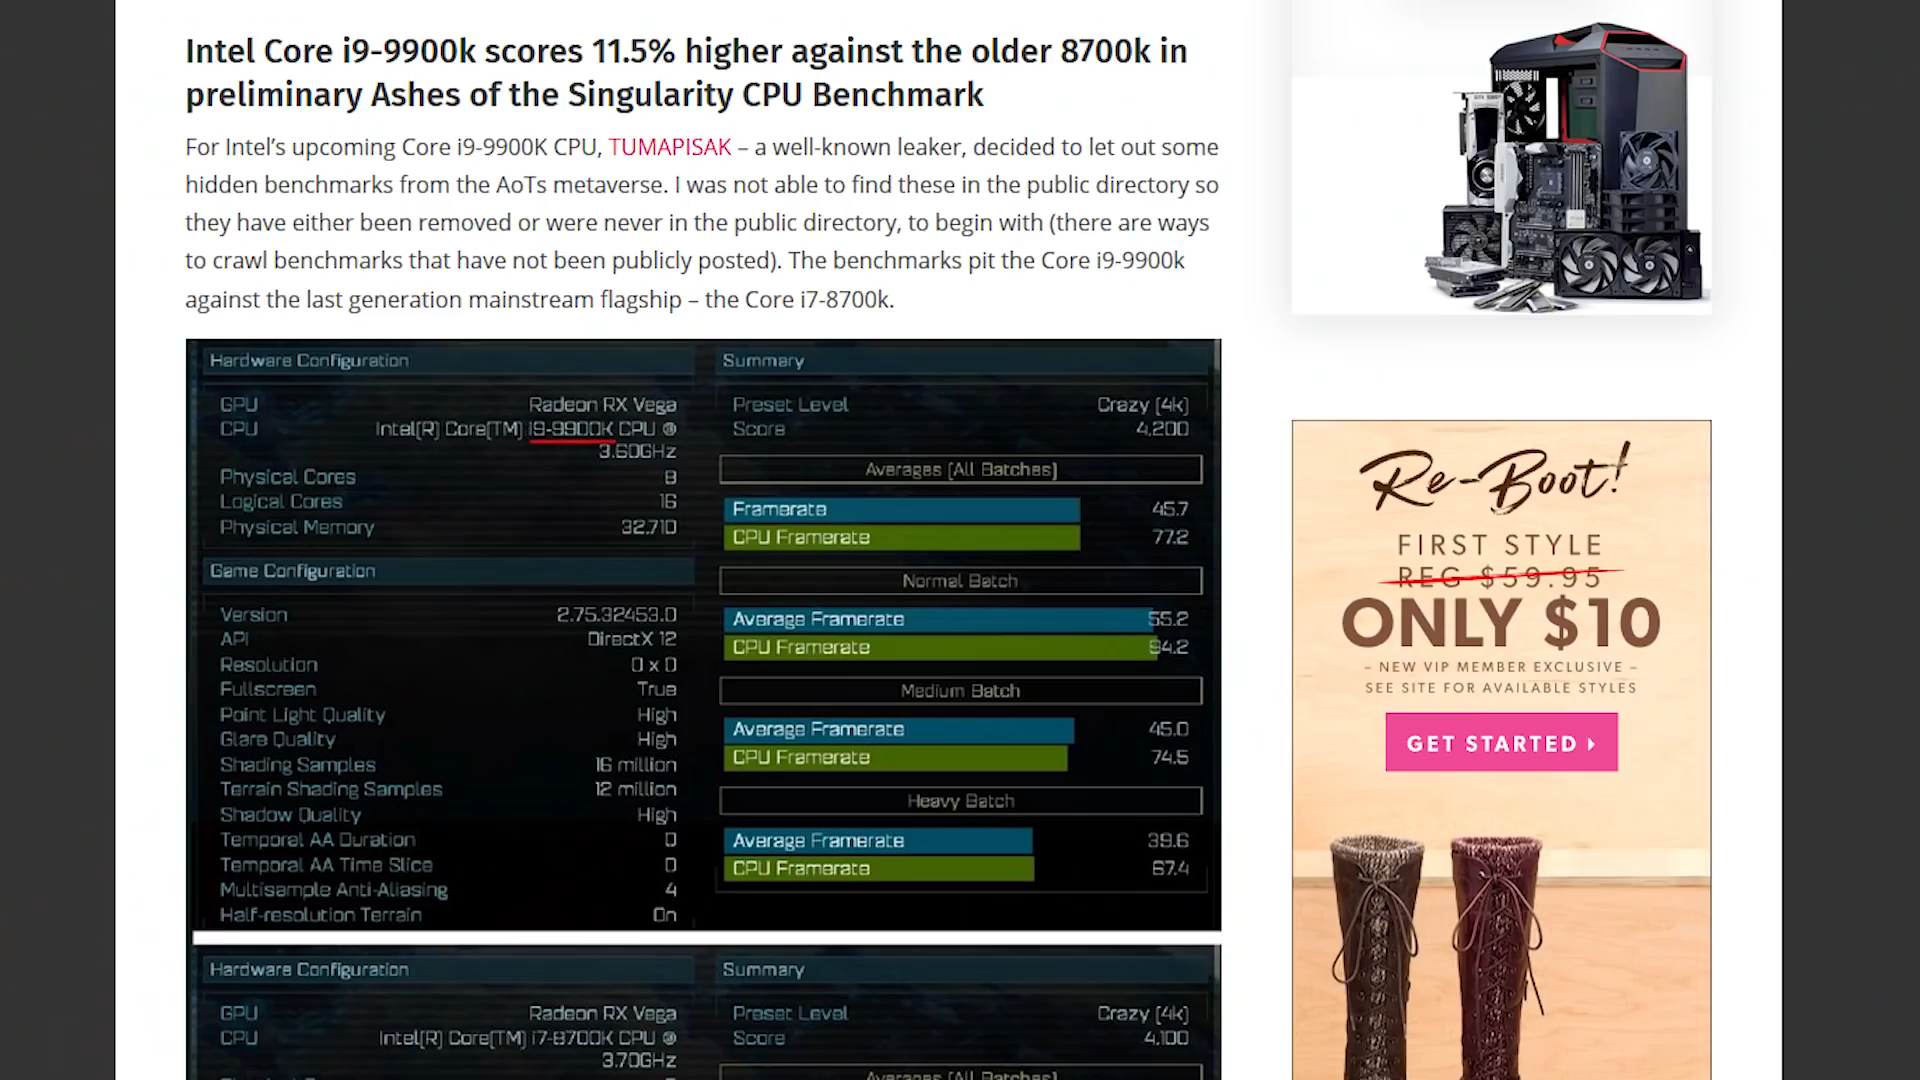 Intel Core i9-9900k scores 11.5% higher against the older 8700k in
preliminary Ashes of the Singularity CPU Benchmark
For Intel's upcoming Core i9-9900K CPU, TUMAPISAK – a well-known leaker, decided to let out some
hidden benchmarks from the AoTs metaverse. I was not able to find these in the public directory so
they have either been removed or were never in the public directory, to begin with (there are ways
to crawl benchmarks that have not been publicly posted). The benchmarks pit the Core i9-9900k
against the last generation mainstream flagship – the Core i7-8700k.
Hardware Configuration
GPU Radeon RX Vega
CPU Intel(R) Core(TM) i9-9900K CPU @
3.60GHz
Physical Cores 8
Logical Cores 16
Physical Memory 32710
Game Configuration
Version 2.75.32453.0
API DirectX 12
Resolution 0 x 0
Fullscreen True
Point Light Quality High
Glare Quality High
Shading Samples 16 million
Terrain Shading Samples 12 million
Shadow Quality High
Temporal AA Duration 0
Temporal AA Time Slice 0
Multisample Anti-Aliasing 4
Half-resolution Terrain On
Summary
Preset Level Crazy (4k)
Score 4,200
Averages (All Batches)
Framerate 45.7
CPU Framerate 77.2
Normal Batch
Average Framerate 55.2
CPU Framerate 94.2
Medium Batch
Average Framerate 45.0
CPU Framerate 74.5
Heavy Batch
Average Framerate 39.6
CPU Framerate 67.4
Hardware Configuration
GPU Radeon RX Vega
CPU Intel(R) Core(TM) i7-8700K CPU @
3.70GHz
Summary
Preset Level Crazy (4k)
Score 4,100
Averages (All Batches)
Re-Boot!
FIRST STYLE
REG $59.95
ONLY $10
– NEW VIP MEMBER EXCLUSIVE –
SEE SITE FOR AVAILABLE STYLES
GET STARTED